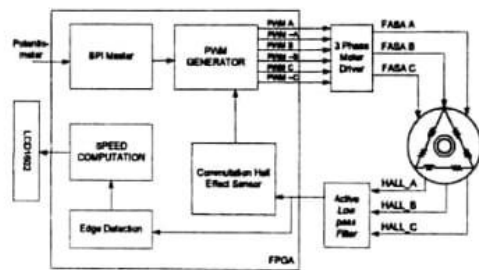 Potentio-
meter
SPI Master
PWM
GENERATOR
PWM A
PWM ~A
PWM B
PWM ~B
PWM C
PWM ~C
3 Phase
Motor
Driver
FASA A
FASA B
FASA C
LCD1602
SPEED
COMPUTATION
Commutation Hall
Effect Sensor
Edge Detection
FPGA
Active
Low
pass
Filter
HALL_A
HALL_B
HALL_C